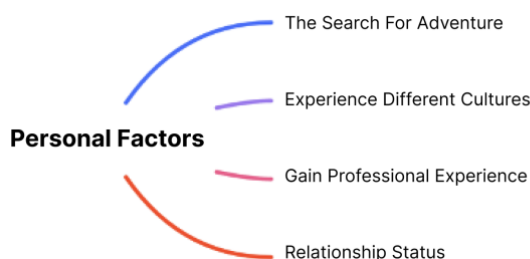 The Search For Adventure
Experience Different Cultures
Personal Factors
Gain Professional Experience
Relationship Status